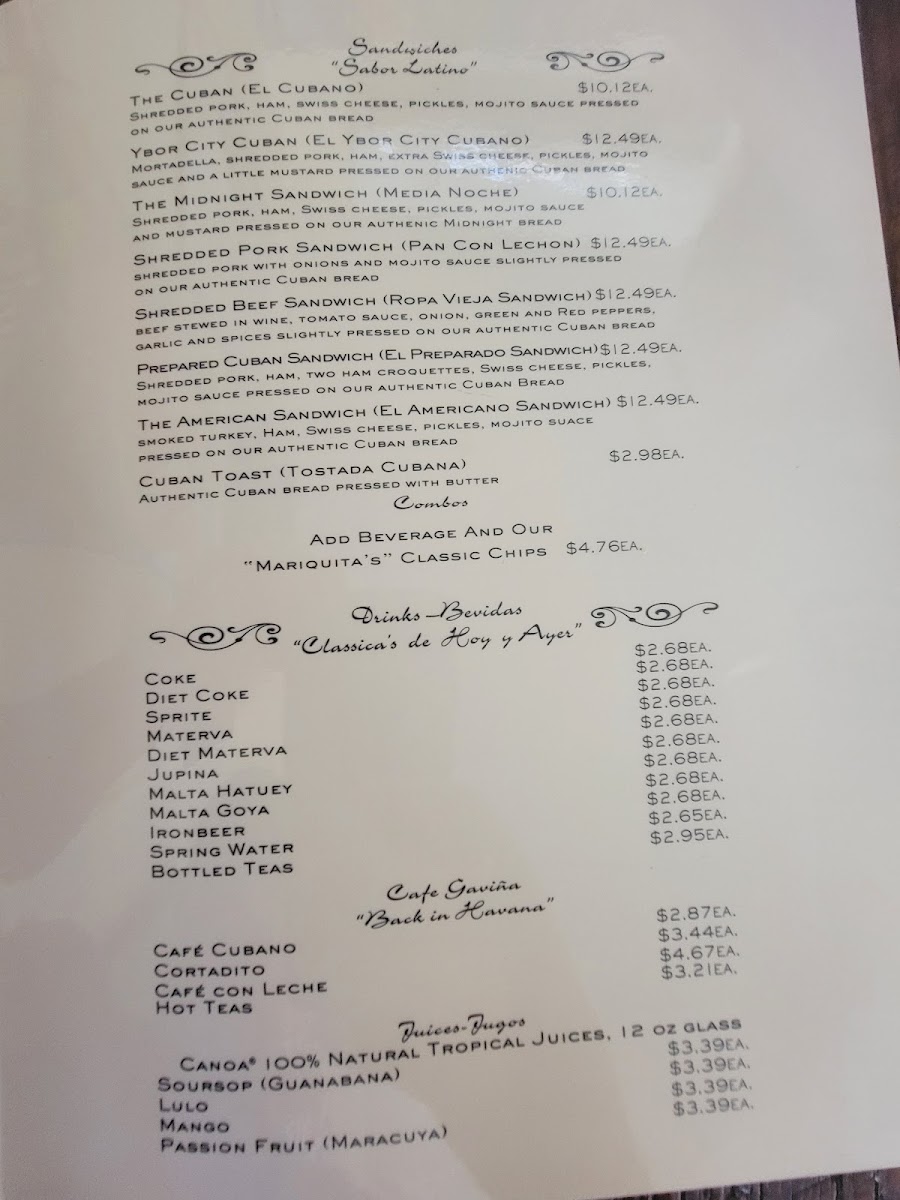 Sandwiches
"Sabor Latino"
The Cuban (El Cubano) $10.12ea.
Shredded pork, ham, swiss cheese, pickles, mojito sauce pressed
on our authentic Cuban bread
Ybor City Cuban (El Ybor City Cubano) $12.49ea.
Mortadella, shredded pork, ham, extra Swiss cheese, pickles, mojito
sauce and a little mustard pressed on our authenic Cuban bread
The Midnight Sandwich (Media Noche) $10.12ea.
Shredded pork, ham, Swiss cheese, pickles, mojito sauce
and mustard pressed on our authenic Midnight bread
Shredded Pork Sandwich (Pan Con Lechon) $12.49ea.
shredded pork with onions and mojito sauce slightly pressed
on our authentic Cuban bread
Shredded Beef Sandwich (Ropa Vieja Sandwich) $12.49ea.
beef stewed in wine, tomato sauce, onion, green and Red peppers,
garlic and spices slightly pressed on our authentic Cuban bread
Prepared Cuban Sandwich (El Preparado Sandwich) $12.49ea.
Shredded pork, ham, two ham croquettes, Swiss cheese, pickles,
mojito sauce pressed on our authentic Cuban Bread
The American Sandwich (El Americano Sandwich) $12.49ea.
smoked turkey, Ham, Swiss cheese, pickles, mojito suace
pressed on our authentic Cuban bread
Cuban Toast (Tostada Cubana) $2.98ea.
Authentic Cuban bread pressed with butter
Combos
Add Beverage And Our
"Mariquita's" Classic Chips $4.76ea.
Drinks-Bevidas
"Classica's de Hoy y Ayer"
Coke $2.68ea.
Diet Coke $2.68ea.
Sprite $2.68ea.
Materva $2.68ea.
Diet Materva $2.68ea.
Jupina $2.68ea.
Malta Hatuey $2.68ea.
Malta Goya $2.68ea.
Ironbeer $2.68ea.
Spring Water $2.65ea.
Bottled Teas $2.95ea.
Cafe Gaviña
"Back in Havana"
Café Cubano $2.87ea.
Cortadito $3.44ea.
Café con Leche $4.67ea.
Hot Teas $3.21ea.
Juices-Jugos
Canoa® 100% Natural Tropical Juices, 12 oz glass
Soursop (Guanabana) $3.39ea.
Lulo $3.39ea.
Mango $3.39ea.
Passion Fruit (Maracuya) $3.39ea.